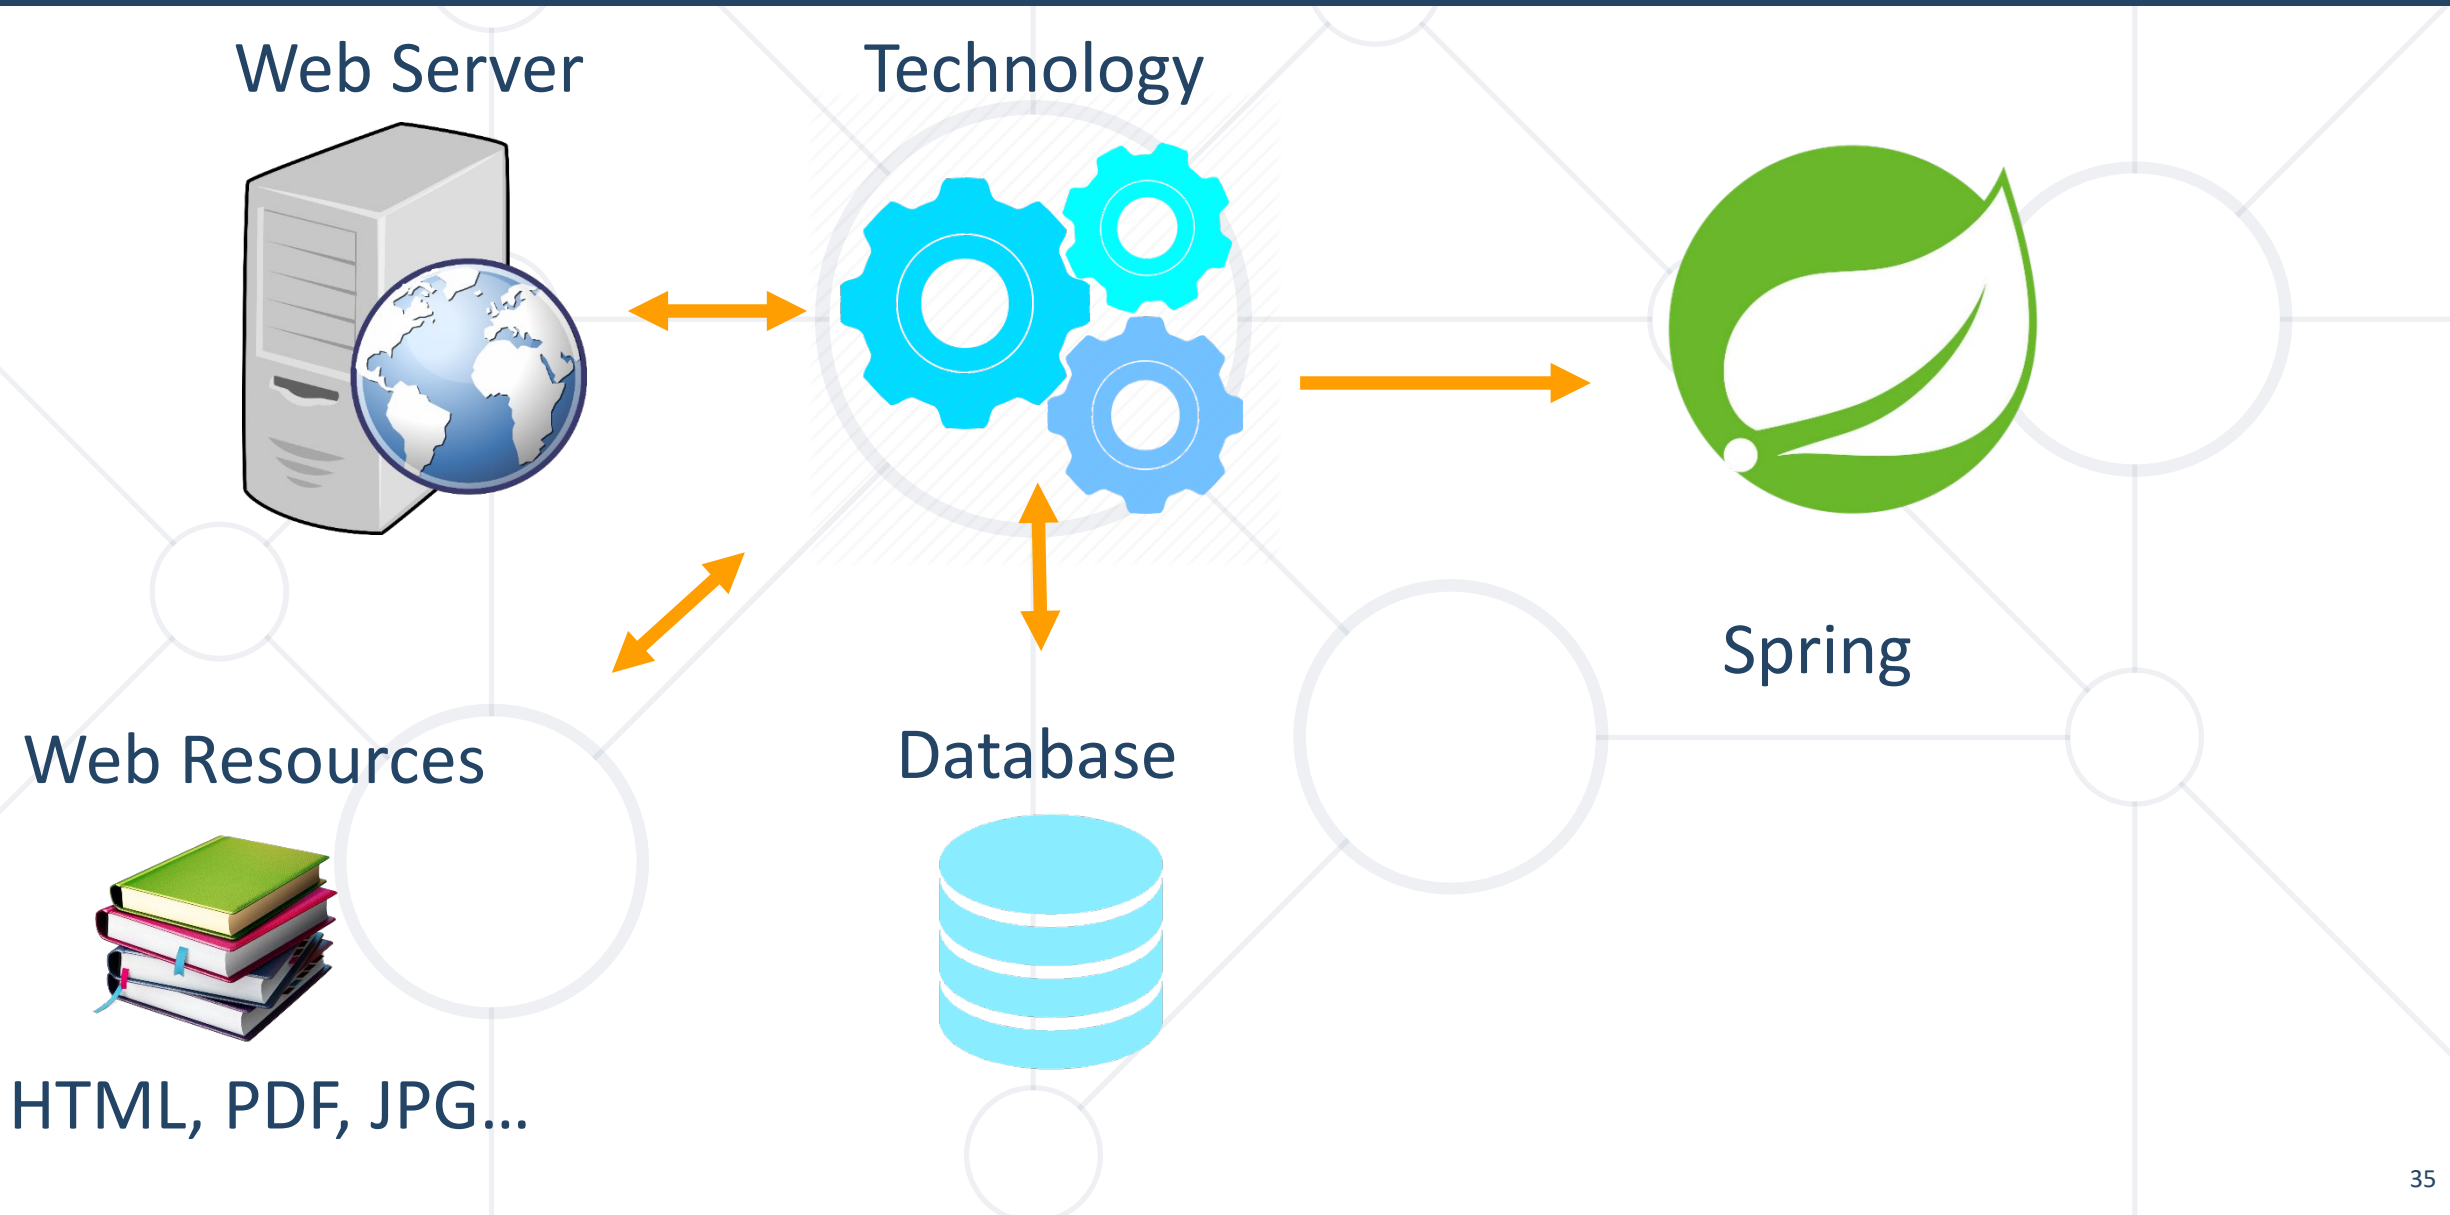 Web Server
Technology
Spring
Web Resources
Database
HTML, PDF, JPG…
35